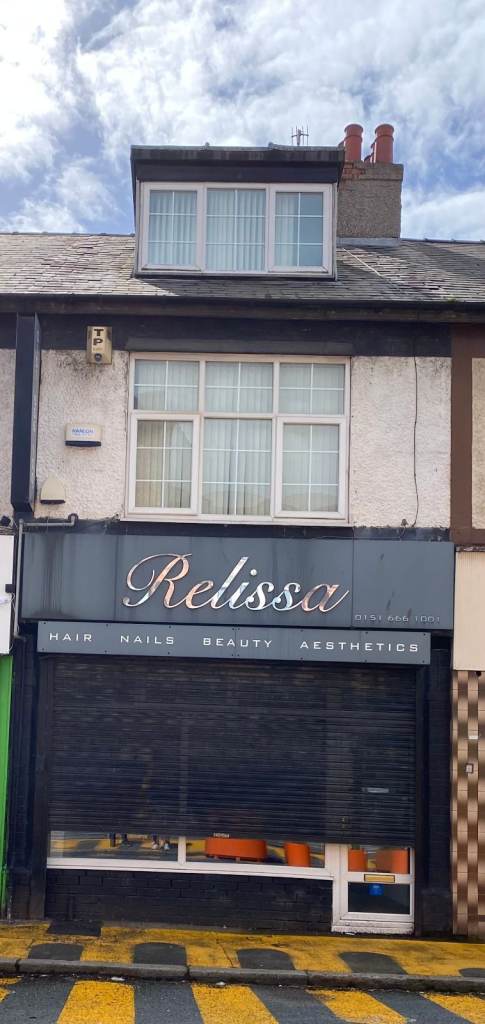 TP
Relissa
0151 666 1001
HAIR NAILS BEAUTY AESTHETICS